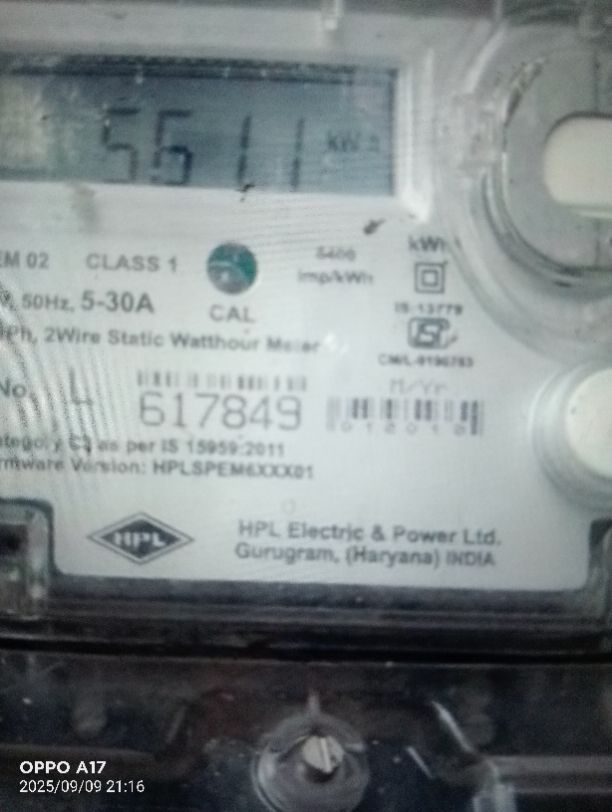 5611
kWh
CLASS 1
CAL
imp/kWh
kWh
50Hz, 5-30A
2Wire Static Watthour Meter
IS-13779
No. L 617849
M/Yr
as per IS 15959:2011
Version: HPLSPEM6XXX01
HPL
HPL Electric & Power Ltd.
Gurugram, (Haryana) INDIA
OPPO A17
2025/09/09 21:16